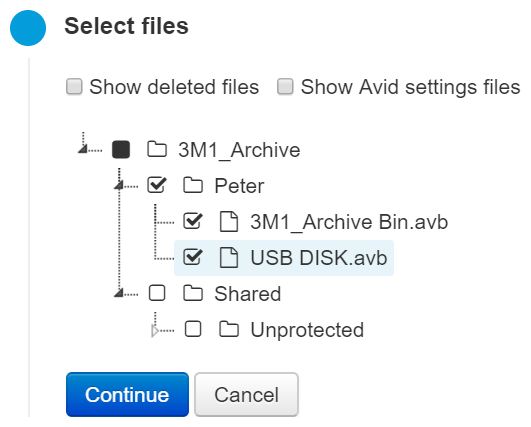 Select files
Show deleted files Show Avid settings files
3M1_Archive
Peter
3M1_Archive Bin.avb
USB DISK.avb
Shared
Unprotected
Continue Cancel